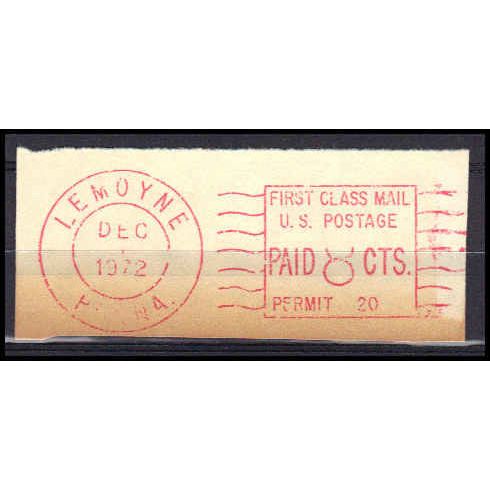 LEMOYNE
DEC
1972
FIRST CLASS MAIL
U. S. POSTAGE
PAID 8 CTS.
PERMIT 20